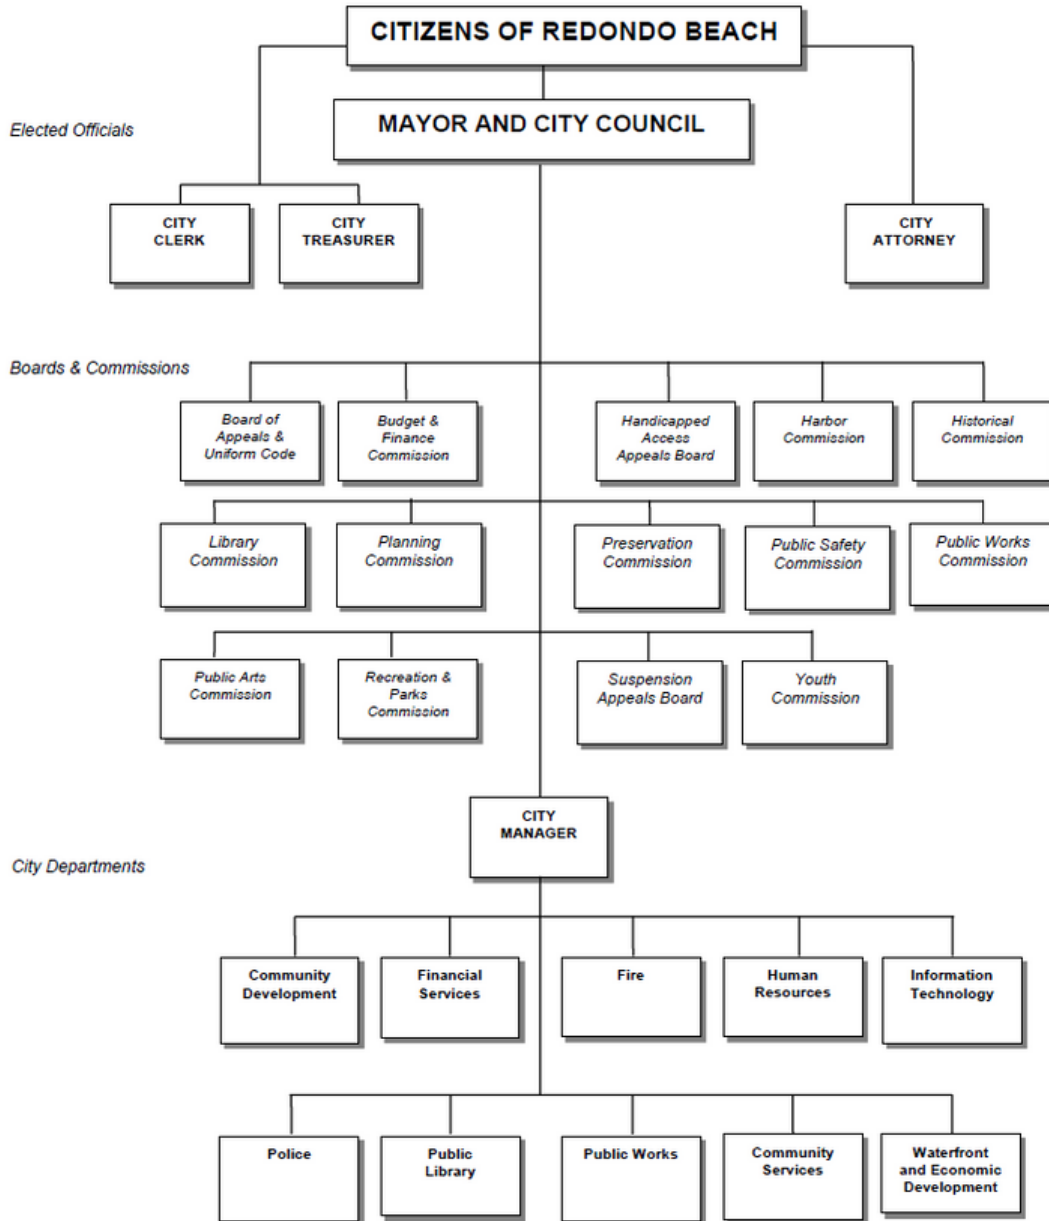 CITIZENS OF REDONDO BEACH
Elected Officials
MAYOR AND CITY COUNCIL
CITY
CLERK
CITY
TREASURER
CITY
ATTORNEY
Boards & Commissions
Board of
Appeals &
Uniform Code
Budget &
Finance
Commission
Handicapped
Access
Appeals Board
Harbor
Commission
Historical
Commission
Library
Commission
Planning
Commission
Preservation
Commission
Public Safety
Commission
Public Works
Commission
Public Arts
Commission
Recreation &
Parks
Commission
Suspension
Appeals Board
Youth
Commission
CITY
MANAGER
City Departments
Community
Development
Financial
Services
Fire
Human
Resources
Information
Technology
Police
Public
Library
Public Works
Community
Services
Waterfront
and Economic
Development